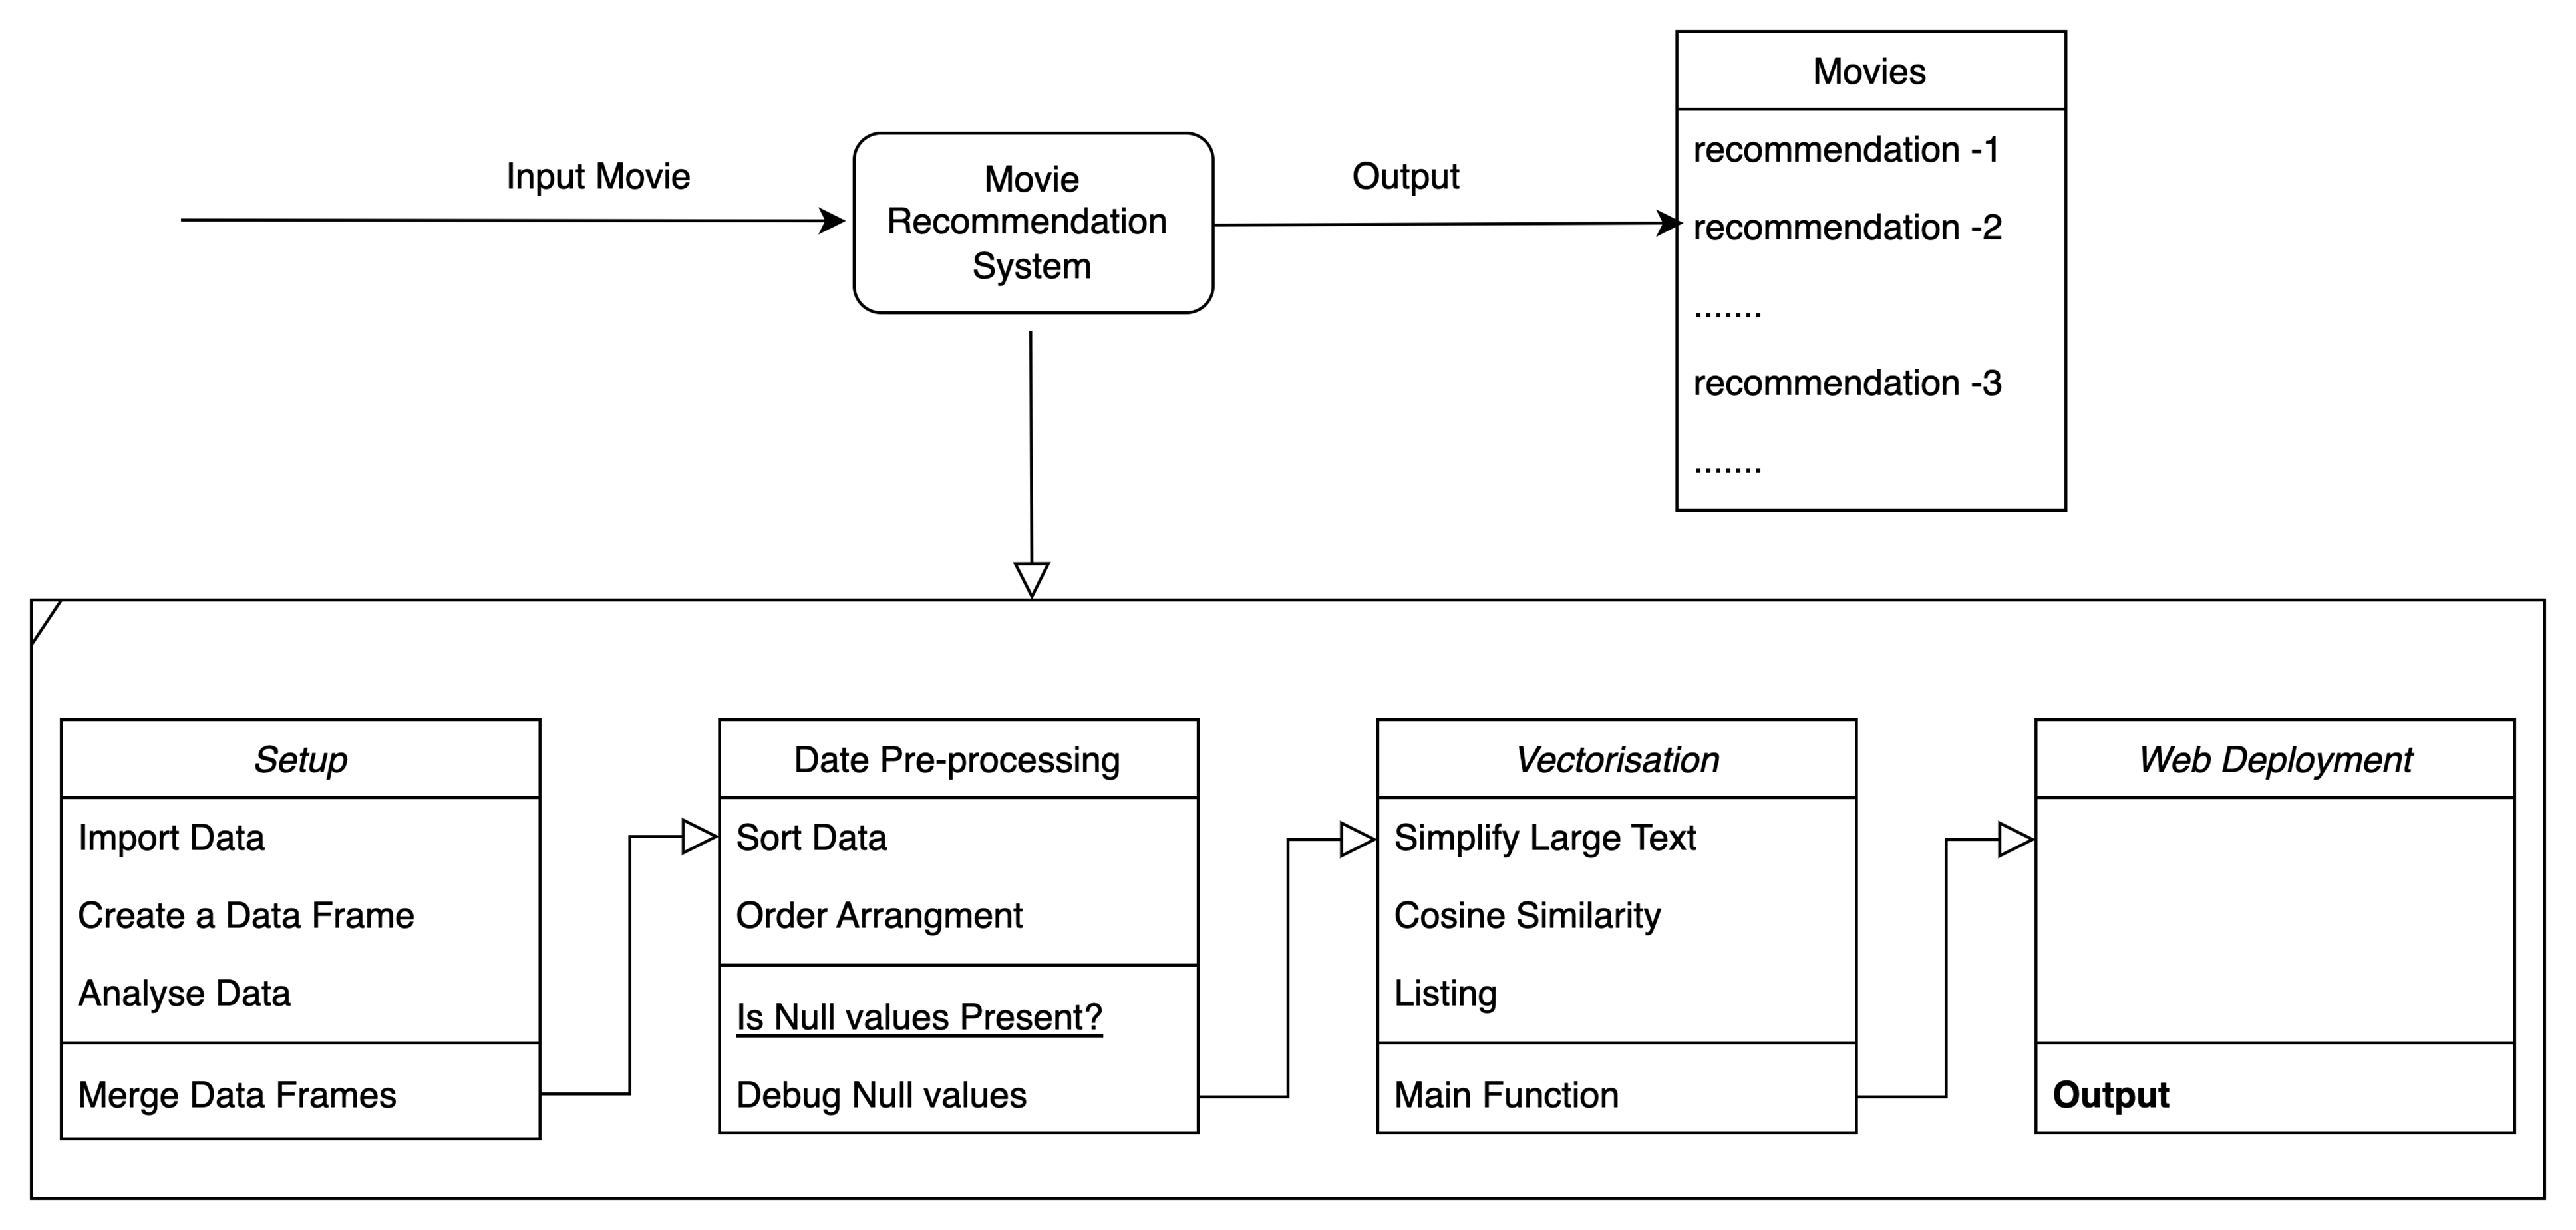 Movies
recommendation -1
recommendation -2
.......
recommendation -3
.......
Input Movie
Movie
Recommendation
System
Output
Setup
Import Data
Create a Data Frame
Analyse Data
Merge Data Frames
Date Pre-processing
Sort Data
Order Arrangment
Is Null values Present?
Debug Null values
Vectorisation
Simplify Large Text
Cosine Similarity
Listing
Main Function
Web Deployment
Output